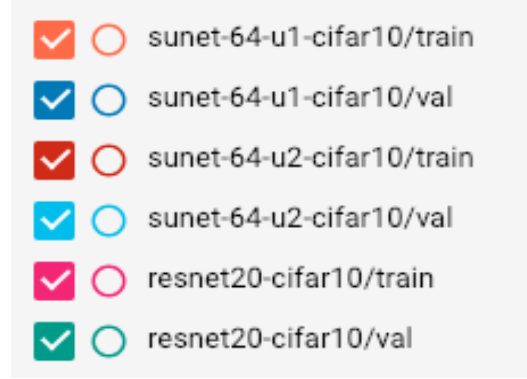 sunet-64-u1-cifar10/train
sunet-64-u1-cifar10/val
sunet-64-u2-cifar10/train
sunet-64-u2-cifar10/val
resnet20-cifar10/train
resnet20-cifar10/val